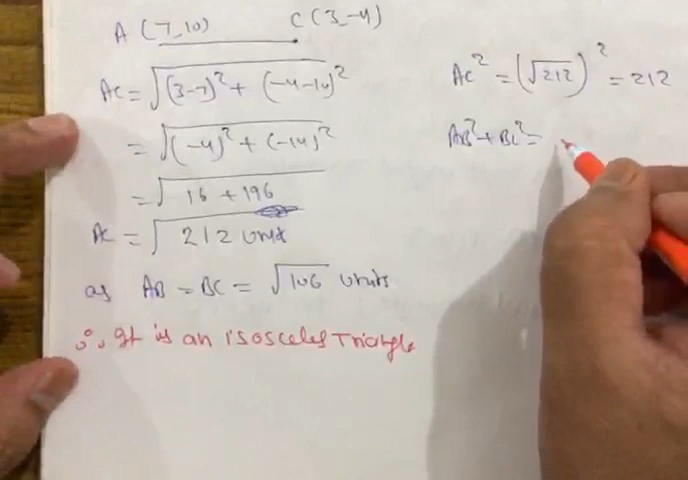 A (7,10) C (3,-4)
AC = √(3-7)² + (-4-10)²
= √(-4)² + (-14)²
= √16 + 196
AC = √212 units
as AB = BC = √106 units
∴ It is an isosceles Triangle
AC² = (√212)² = 212
AB² + BC² =